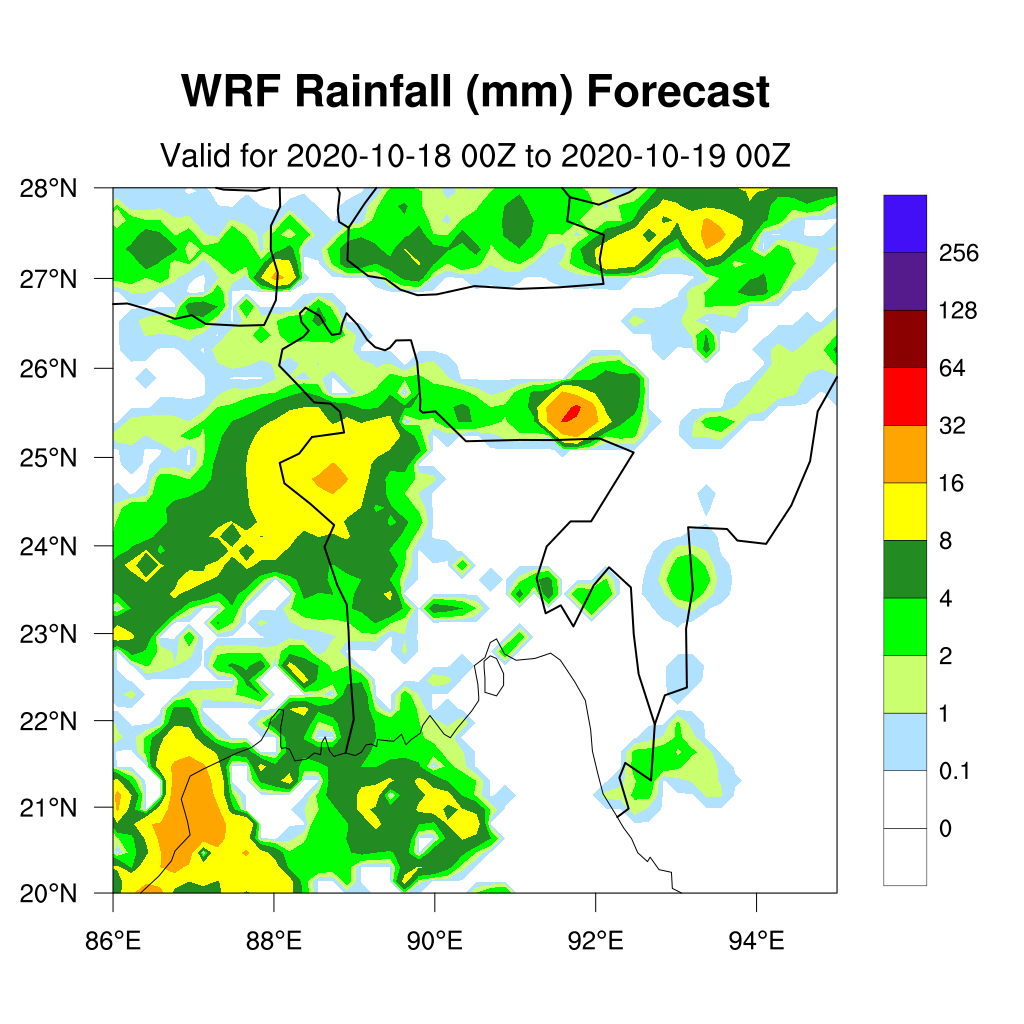 WRF Rainfall (mm) Forecast
Valid for 2020-10-18 00Z to 2020-10-19 00Z
28°N
27°N
26°N
25°N
24°N
23°N
22°N
21°N
20°N
86°E 88°E 90°E 92°E 94°E
256
128
64
32
16
8
4
2
1
0.1
0